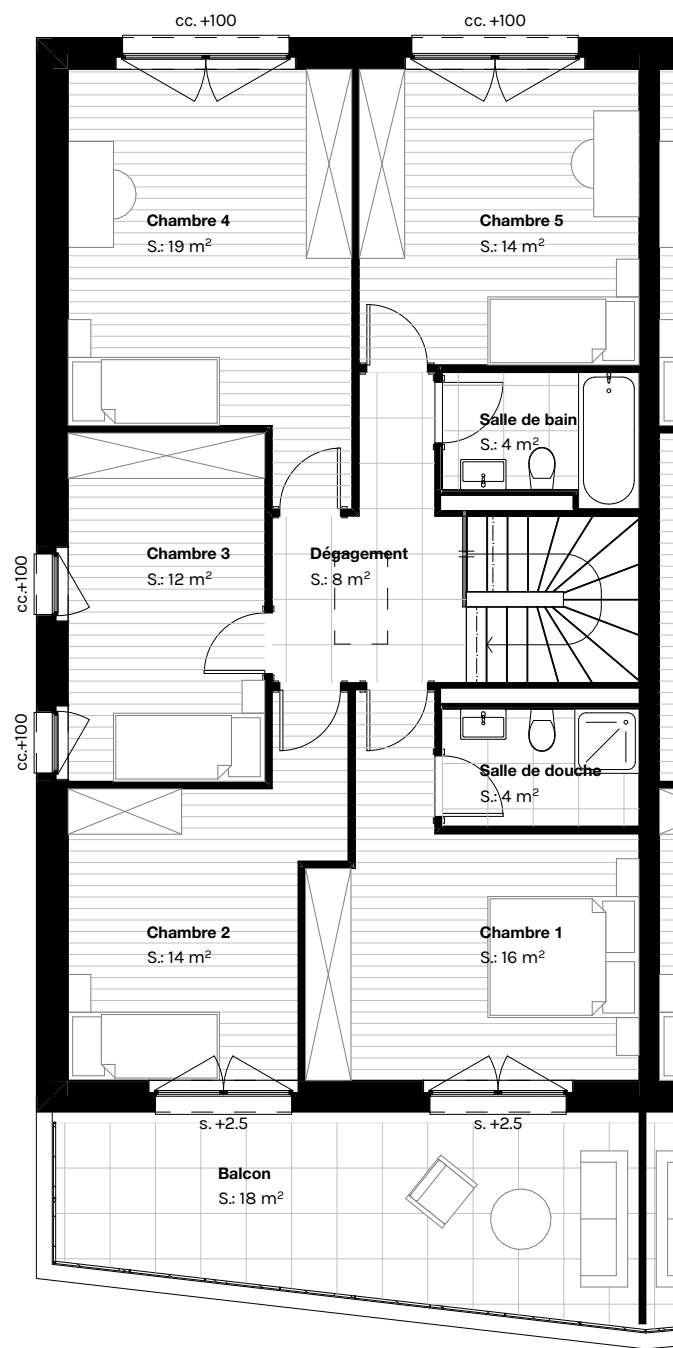 cc. +100
cc. +100
Chambre 4
S.: 19 m²
Chambre 5
S.: 14 m²
Salle de bain
S.: 4 m²
Chambre 3
S.: 12 m²
Dégagement
S.: 8 m²
cc.+100
cc.+100
Salle de douche
S.: 4 m²
Chambre 2
S.: 14 m²
Chambre 1
S.: 16 m²
s. +2.5
s. +2.5
Balcon
S.: 18 m²